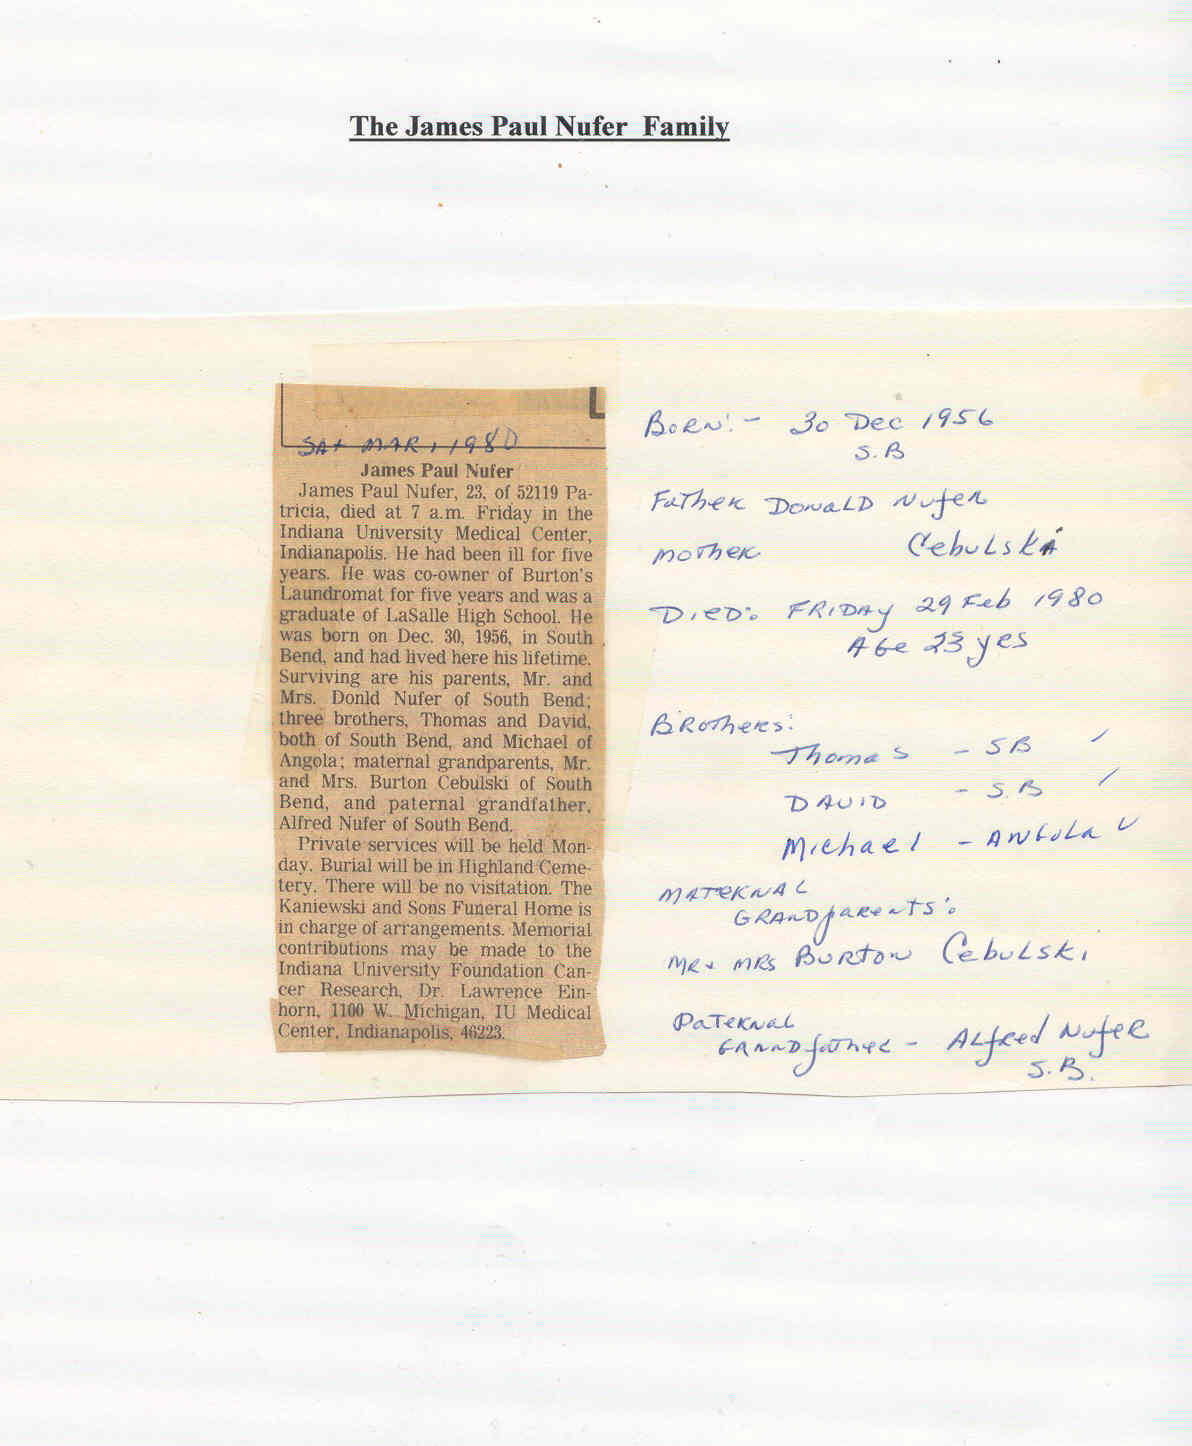 The James Paul Nufer Family
SAT MAR 1 1980
James Paul Nufer
James Paul Nufer, 23, of 52119 Pa-
tricia, died at 7 a.m. Friday in the
Indiana University Medical Center,
Indianapolis. He had been ill for five
years. He was co-owner of Burton's
Laundromat for five years and was a
graduate of LaSalle High School. He
was born on Dec. 30, 1956, in South
Bend, and had lived here his lifetime.
Surviving are his parents, Mr. and
Mrs. Donld Nufer of South Bend;
three brothers, Thomas and David,
both of South Bend, and Michael of
Angola; maternal grandparents, Mr.
and Mrs. Burton Cebulski of South
Bend, and paternal grandfather,
Alfred Nufer of South Bend.
Private services will be held Mon-
day. Burial will be in Highland Ceme-
tery. There will be no visitation. The
Kaniewski and Sons Funeral Home is
in charge of arrangements. Memorial
contributions may be made to the
Indiana University Foundation Can-
cer Research, Dr. Lawrence Ein-
horn, 1100 W. Michigan, IU Medical
Center, Indianapolis, 46223.
BORN:- 30 Dec 1956
S.B
Father DONALD Nufer
MOTHER Cebulski
DIED: FRIDAY 29 Feb 1980
AGe 23 yrs
BROTHERS:
Thomas - SB
DAVID - S.B
Michael - ANGOLA
MATERNAL
GRANDparents:
MR + MRS BURTON Cebulski
PATERNAL
GRANDfather - Alfred Nufer
S.B.